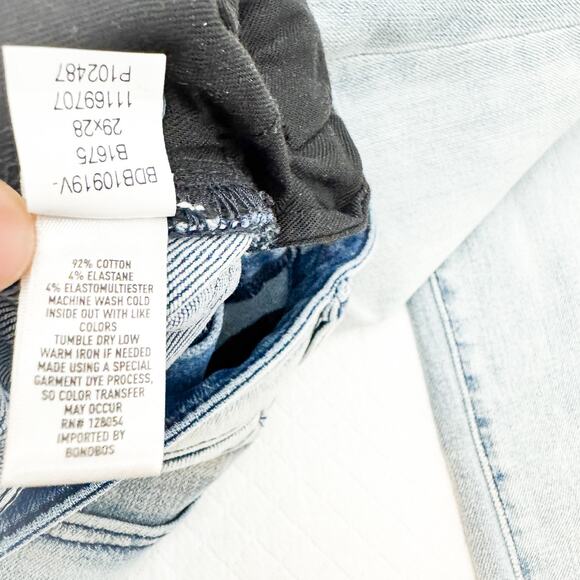 BDB10919V-
B1675
29x28
11169707
P102487
92% COTTON
4% ELASTANE
4% ELASTOMULTIESTER
MACHINE WASH COLD
INSIDE OUT WITH LIKE
COLORS
TUMBLE DRY LOW
WARM IRON IF NEEDED
MADE USING A SPECIAL
GARMENT DYE PROCESS,
SO COLOR TRANSFER
MAY OCCUR
RN# 128054
IMPORTED BY
BONOBOS